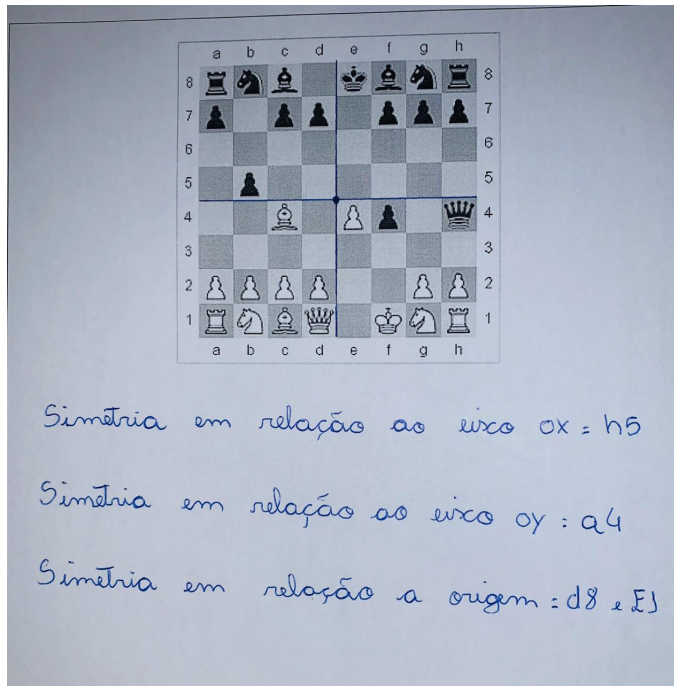 a b c d e f g h
8 8
7 7
6 6
5 5
4 4
3 3
2 2
1 1
a b c d e f g h
Simetria em relação ao eixo ox = h5
Simetria em relação ao eixo oy : a4
Simetria em relação a origem = d8 e E1